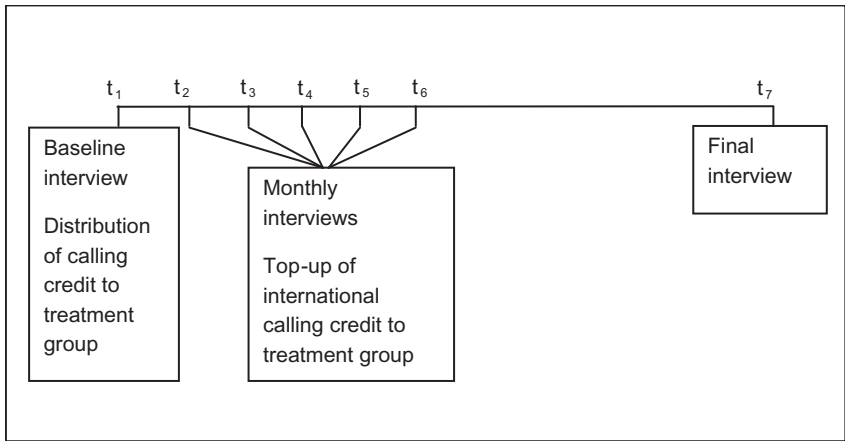 t1 t2 t3 t4 t5 t6 t7
Baseline
interview
Distribution
of calling
credit to
treatment
group
Monthly
interviews
Top-up of
international
calling credit to
treatment group
Final
interview